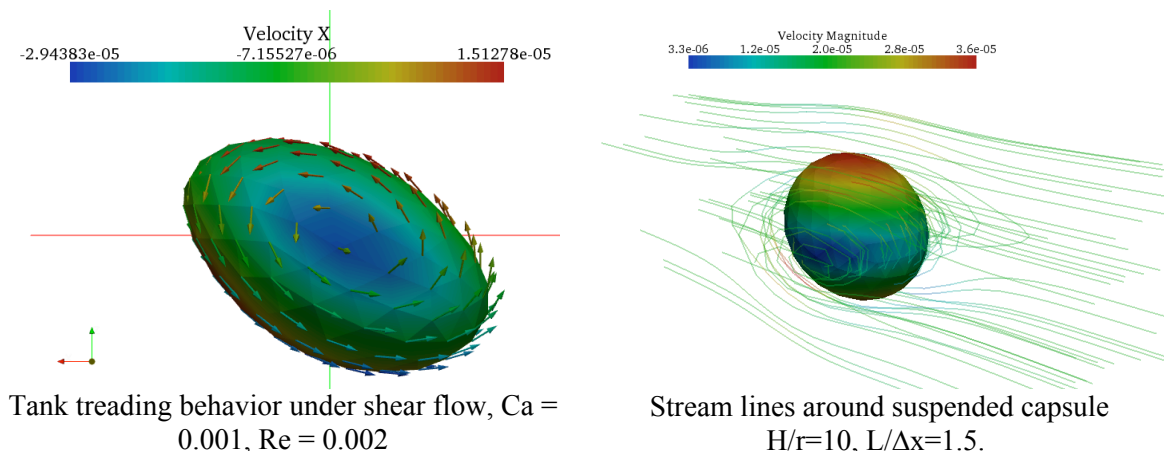 Velocity X
-2.94383e-05 -7.15527e-06 1.51278e-05
Velocity Magnitude
3.3e-06 1.2e-05 2.0e-05 2.8e-05 3.6e-05
Tank treading behavior under shear flow, Ca =
0.001, Re = 0.002
Stream lines around suspended capsule
H/r=10, L/Δx=1.5.